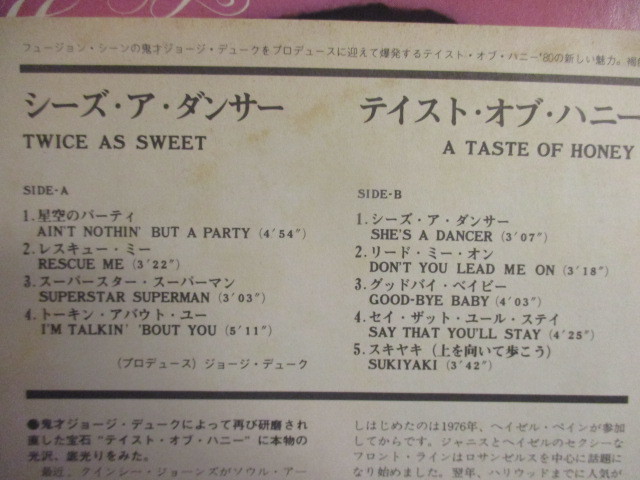 フュージョン・シーンの鬼才ジョージ・デュークをプロデュースに迎えて爆発するテイスト・オブ・ハニー'80の新しい魅力。
シーズ・ア・ダンサー
TWICE AS SWEET
テイスト・オブ・ハニー
A TASTE OF HONEY
SIDE-A
1.星空のパーティ
AIN'T NOTHIN' BUT A PARTY (4′54″)
2.レスキュー・ミー
RESCUE ME (3′22″)
3.スーパースター・スーパーマン
SUPERSTAR SUPERMAN (3′03″)
4.トーキン・アバウト・ユー
I'M TALKIN' 'BOUT YOU (5′11″)
(プロデュース) ジョージ・デューク
SIDE-B
1.シーズ・ア・ダンサー
SHE'S A DANCER (3′07″)
2.リード・ミー・オン
DON'T YOU LEAD ME ON (3′18″)
3.グッドバイ・ベイビー
GOOD-BYE BABY (4′03″)
4.セイ・ザット・ユール・ステイ
SAY THAT YOU'LL STAY (4′25″)
5.スキヤキ (上を向いて歩こう)
SUKIYAKI (3′42″)
●鬼才ジョージ・デュークによって再び研磨され
直した宝石 "テイスト・オブ・ハニー" に本物の
光沢、底光りをみた。
最近、クインシー・ジョーンズがソウル・アー
しはじめたのは1976年、ヘイゼル・ペインが参加
してからです。ジャニスとヘイゼルのセクシーな
フロント・ラインはロサンゼルスを中心に話題に
なり始めました。翌年、ハリウッドまでに人気が